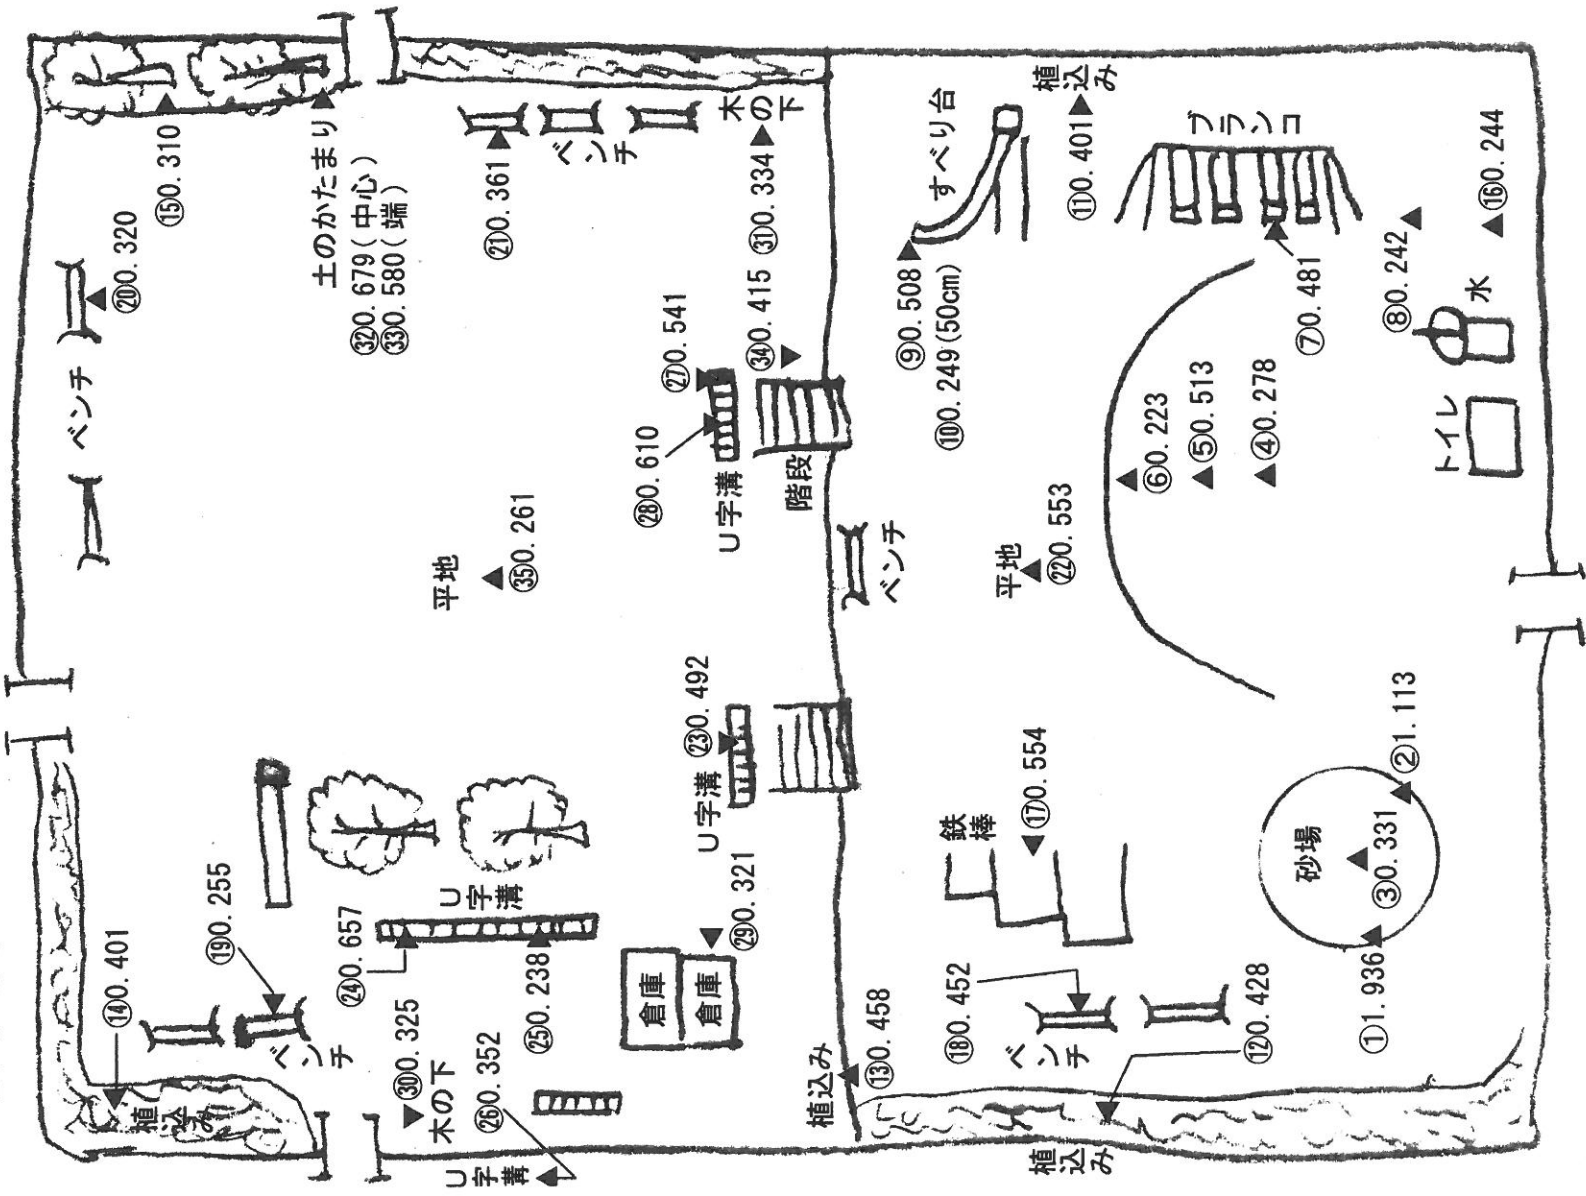 ⑭0.401
植込み
⑳0.320
ベンチ
⑮0.310
⑲0.255
ベンチ
土のかたまり
㉜0.679(中心)
㉝0.580(端)
㉔0.657
U字溝
㉚0.325
木の下
㉖0.352
U字溝
㉕0.238
平地
㉟0.261
㉑0.361
ベンチ
倉庫
倉庫
㉙0.321
U字溝
㉓0.492
㉘0.610
㉗0.541
U字溝
階段
㉞0.415
㉛0.334
木の下
植込み
⑬0.458
ベンチ
⑨0.508
⑩0.249(50cm)
すべり台
⑱0.452
ベンチ
鉄棒
⑰0.554
平地
㉒0.553
植込み
⑪0.401
植込み
⑫0.428
⑥0.223
⑤0.513
④0.278
ブランコ
⑦0.481
砂場
①1.936
③0.331
②1.113
⑧0.242
トイレ
水
⑯0.244